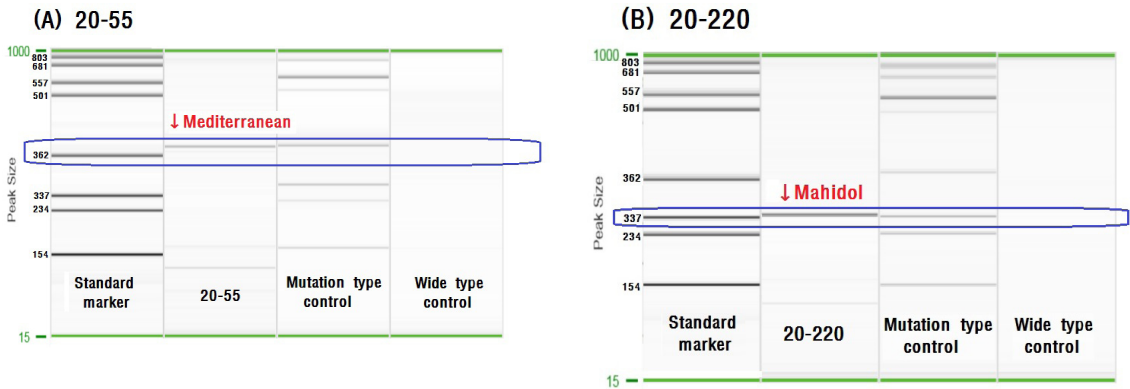 (A) 20-55
1000
803
681
557
501
↓ Mediterranean
362
337
234
154
15
Peak Size
Standard
marker
20-55
Mutation type
control
Wide type
control
(B) 20-220
1000
803
681
557
501
362
↓ Mahidol
337
234
154
15
Peak Size
Standard
marker
20-220
Mutation type
control
Wide type
control